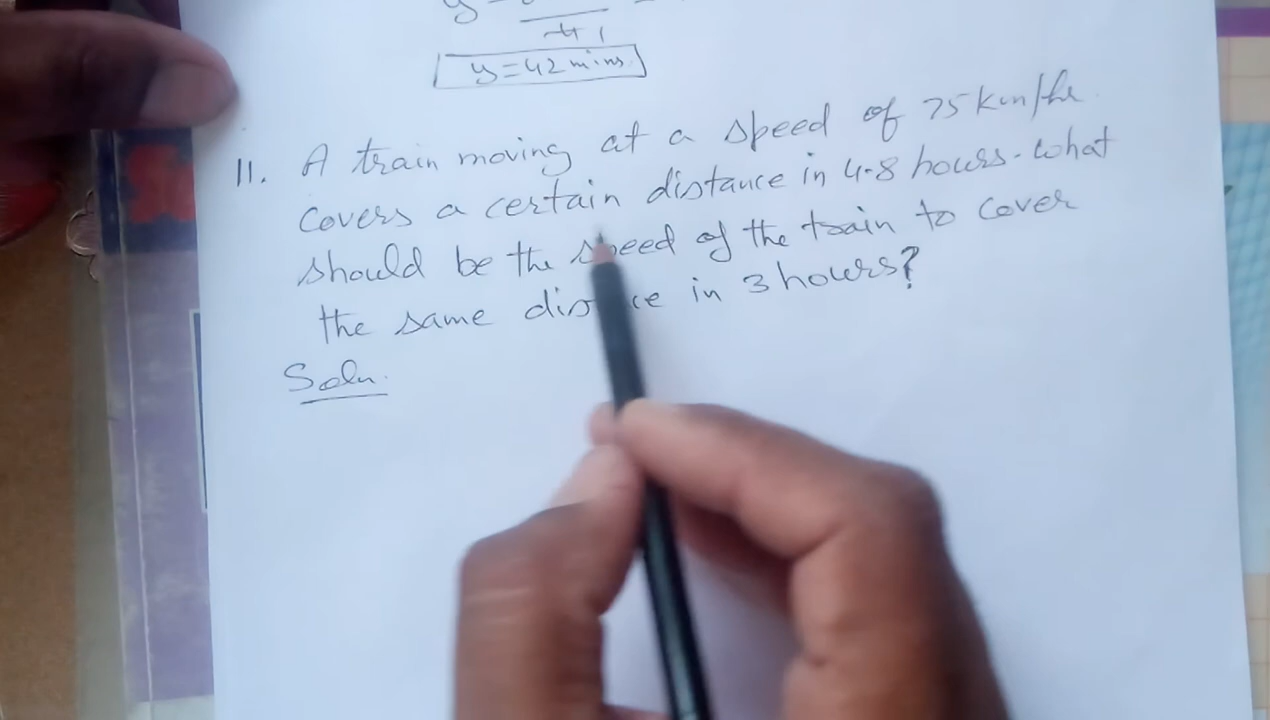 y =
y = 42 mins.
11. A train moving at a speed of 75 km/hr.
covers a certain distance in 4.8 hours. What
should be the speed of the train to cover
the same in 3 hours?
Soln.